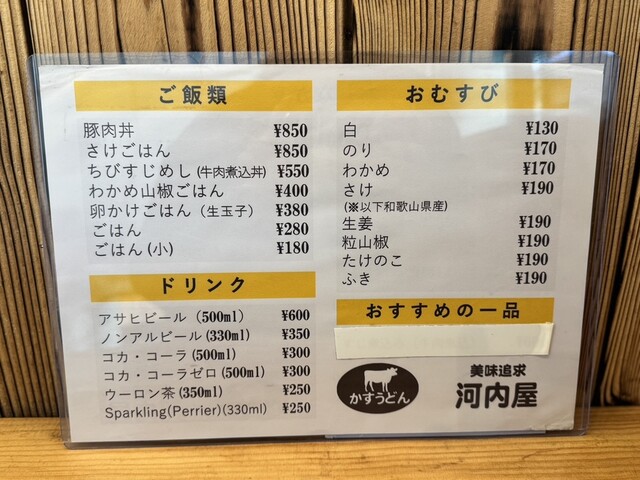 ご飯類
豚肉丼 ¥850
さけごはん ¥850
ちびすじめし(牛肉煮込丼) ¥550
わかめ山椒ごはん ¥400
卵かけごはん(生玉子) ¥380
ごはん ¥280
ごはん(小) ¥180
ドリンク
アサヒビール(500ml) ¥600
ノンアルビール(330ml) ¥350
コカ・コーラ(500ml) ¥300
コカ・コーラゼロ(500ml) ¥300
ウーロン茶(350ml) ¥250
Sparkling(Perrier)(330ml) ¥250
おむすび
白 ¥130
のり ¥170
わかめ ¥170
さけ ¥190
(※以下和歌山県産)
生姜 ¥190
粒山椒 ¥190
たけのこ ¥190
ふき ¥190
おすすめの一品
かすうどん
美味追求
河内屋